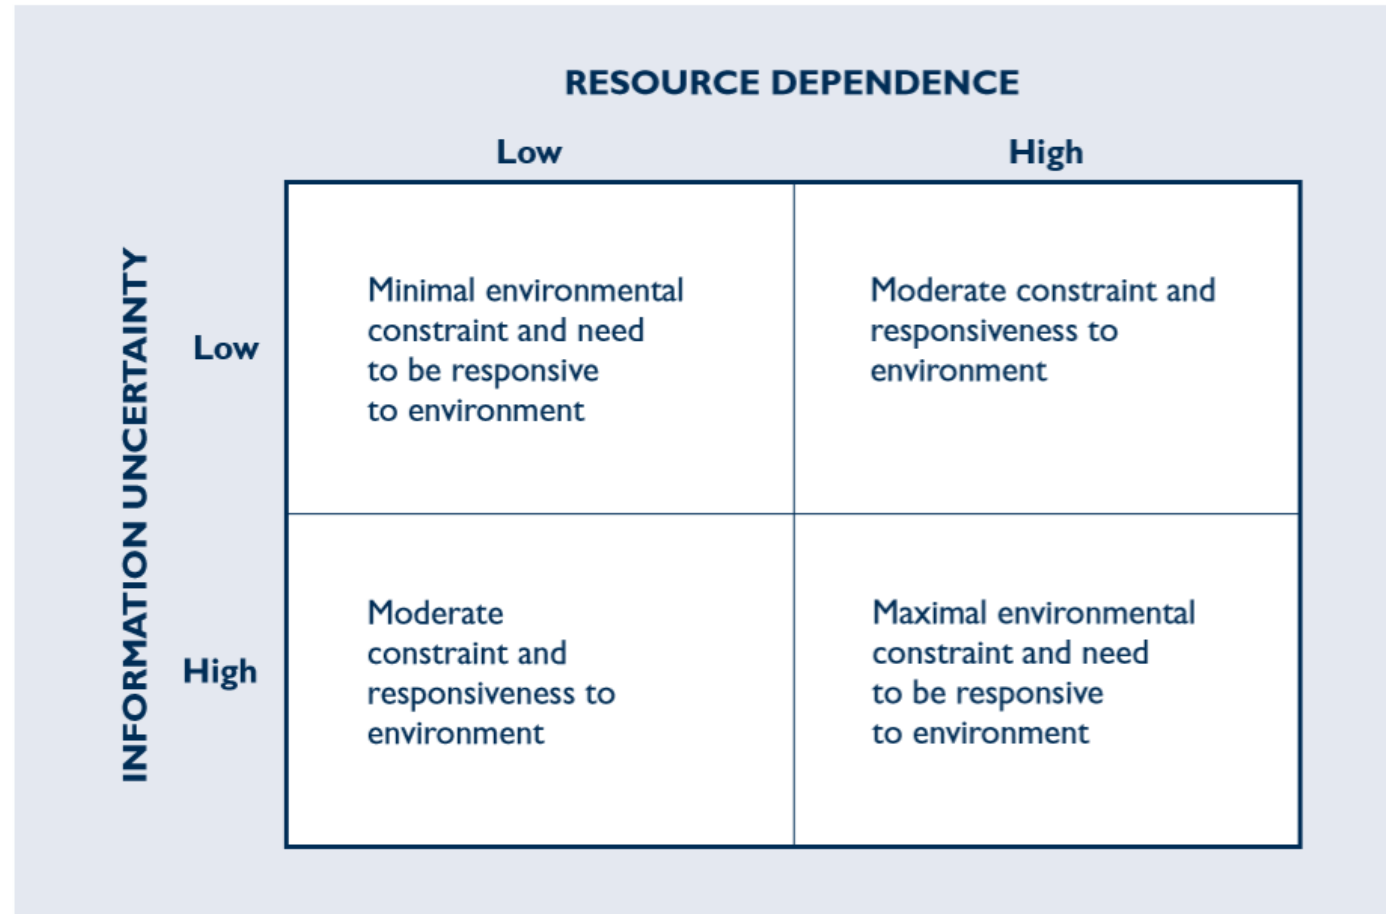 RESOURCE DEPENDENCE
Low
High
INFORMATION UNCERTAINTY
Low
Minimal environmental
constraint and need
to be responsive
to environment
Moderate constraint and
responsiveness to
environment
High
Moderate
constraint and
responsiveness to
environment
Maximal environmental
constraint and need
to be responsive
to environment